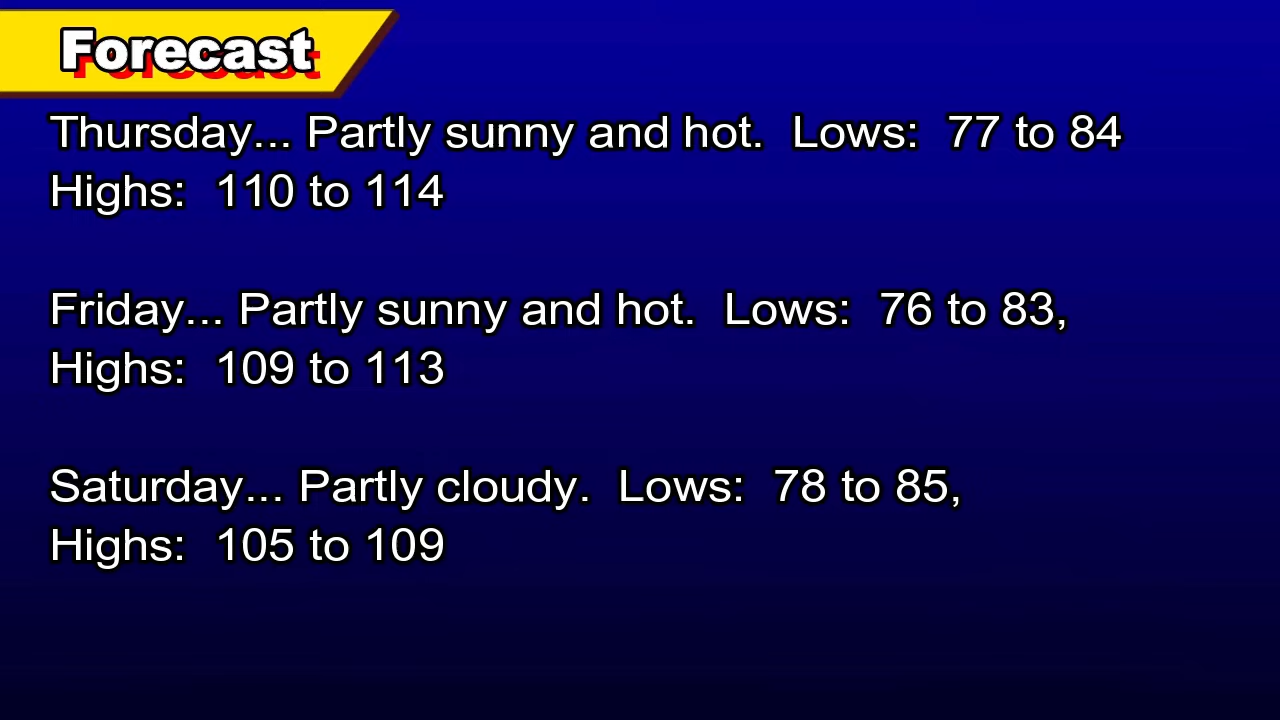 Forecast
Thursday... Partly sunny and hot.  Lows:  77 to 84
Highs:  110 to 114
Friday... Partly sunny and hot.  Lows:  76 to 83,
Highs:  109 to 113
Saturday... Partly cloudy.  Lows:  78 to 85,
Highs:  105 to 109